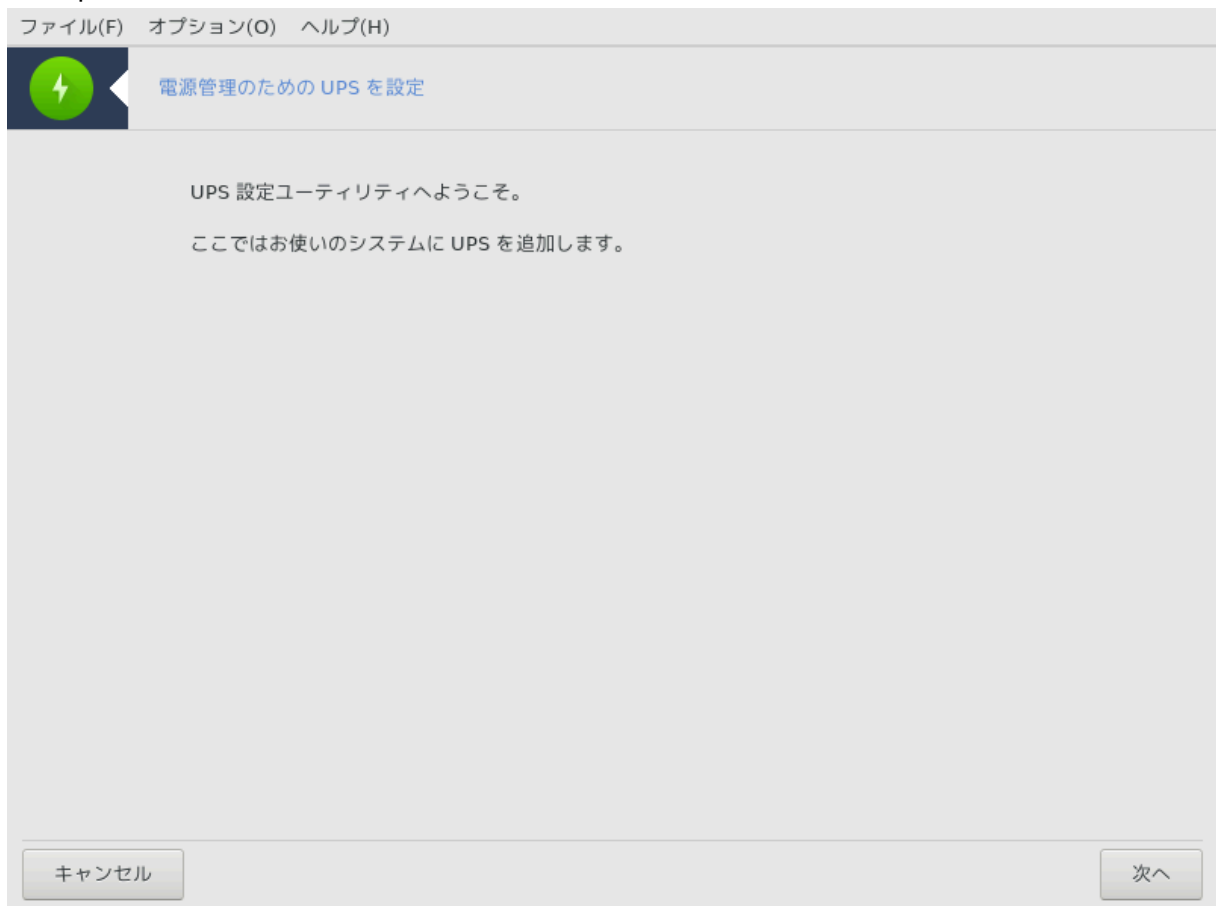 ファイル(F) オプション(O) ヘルプ(H)
電源管理のための UPS を設定
UPS 設定ユーティリティへようこそ。
ここではお使いのシステムに UPS を追加します。
キャンセル 次へ